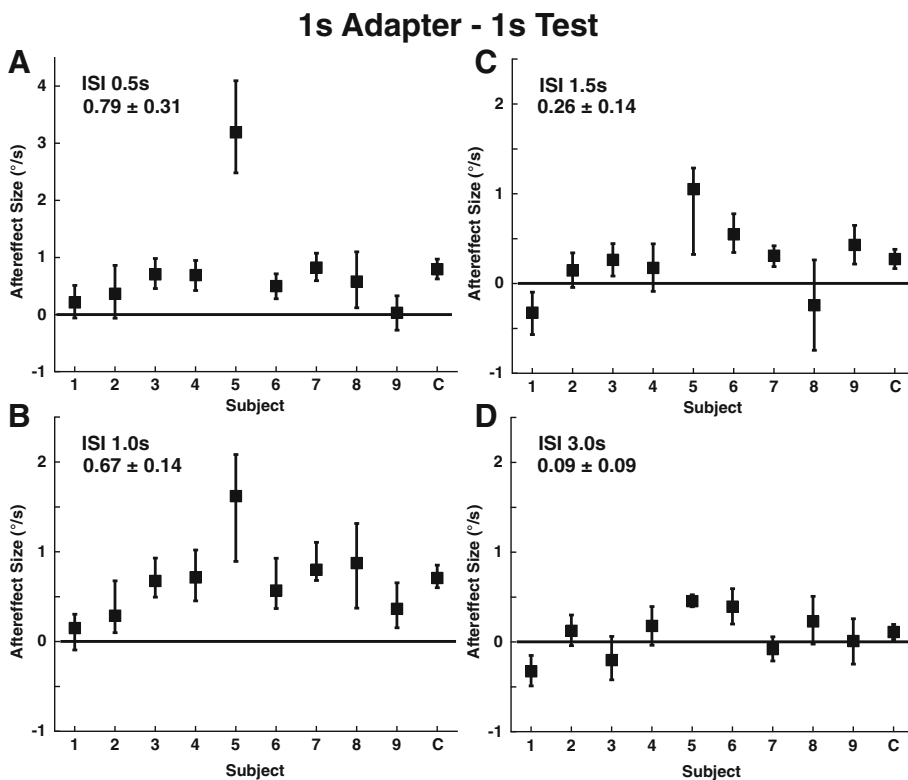 1s Adapter - 1s Test
A
ISI 0.5s
0.79 ± 0.31
Aftereffect Size (°/s)
4
3
2
1
0
-1
1 2 3 4 5 6 7 8 9 C
Subject
B
ISI 1.0s
0.67 ± 0.14
Aftereffect Size (°/s)
2
1
0
-1
1 2 3 4 5 6 7 8 9 C
Subject
C
ISI 1.5s
0.26 ± 0.14
Aftereffect Size (°/s)
2
1
0
-1
1 2 3 4 5 6 7 8 9 C
Subject
D
ISI 3.0s
0.09 ± 0.09
Aftereffect Size (°/s)
2
1
0
-1
1 2 3 4 5 6 7 8 9 C
Subject